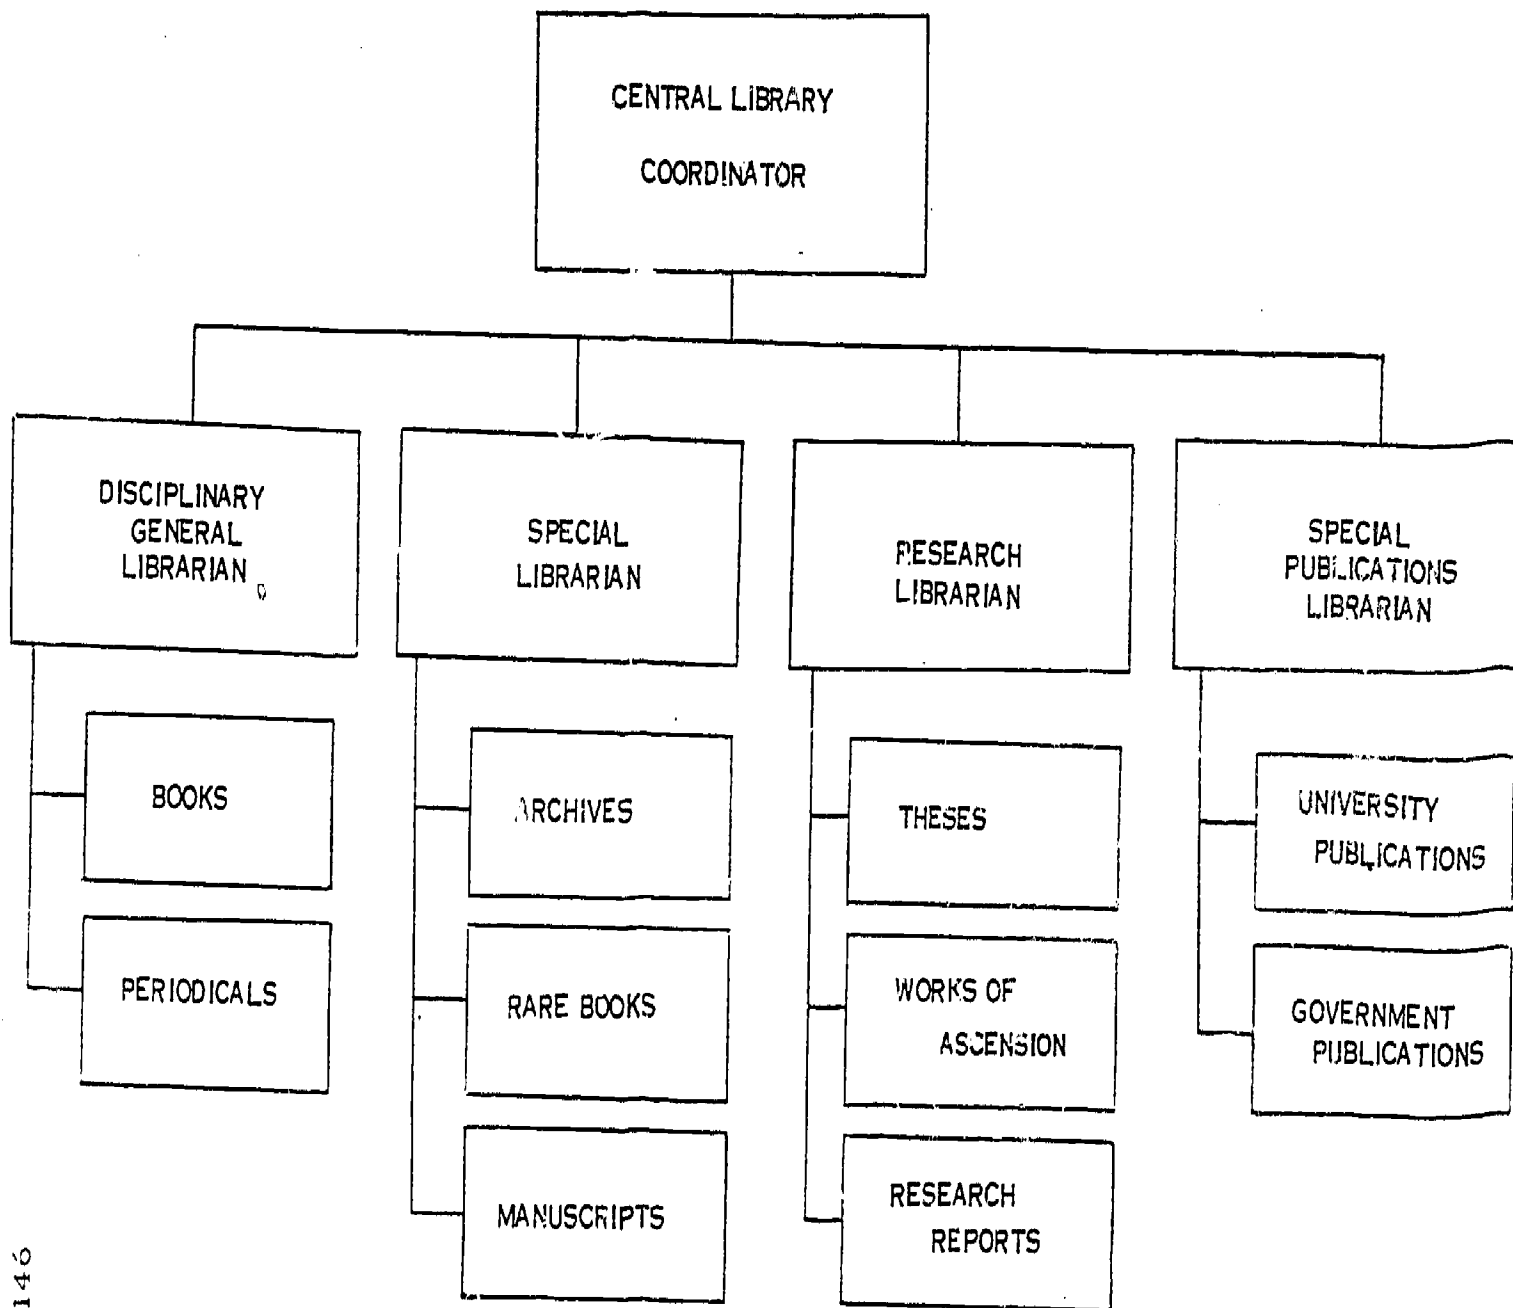 CENTRAL LIBRARY
COORDINATOR
DISCIPLINARY
GENERAL
LIBRARIAN
SPECIAL
LIBRARIAN
RESEARCH
LIBRARIAN
SPECIAL
PUBLICATIONS
LIBRARIAN
BOOKS
PERIODICALS
ARCHIVES
RARE BOOKS
MANUSCRIPTS
THESES
WORKS OF
ASCENSION
RESEARCH
REPORTS
UNIVERSITY
PUBLICATIONS
GOVERNMENT
PUBLICATIONS
146